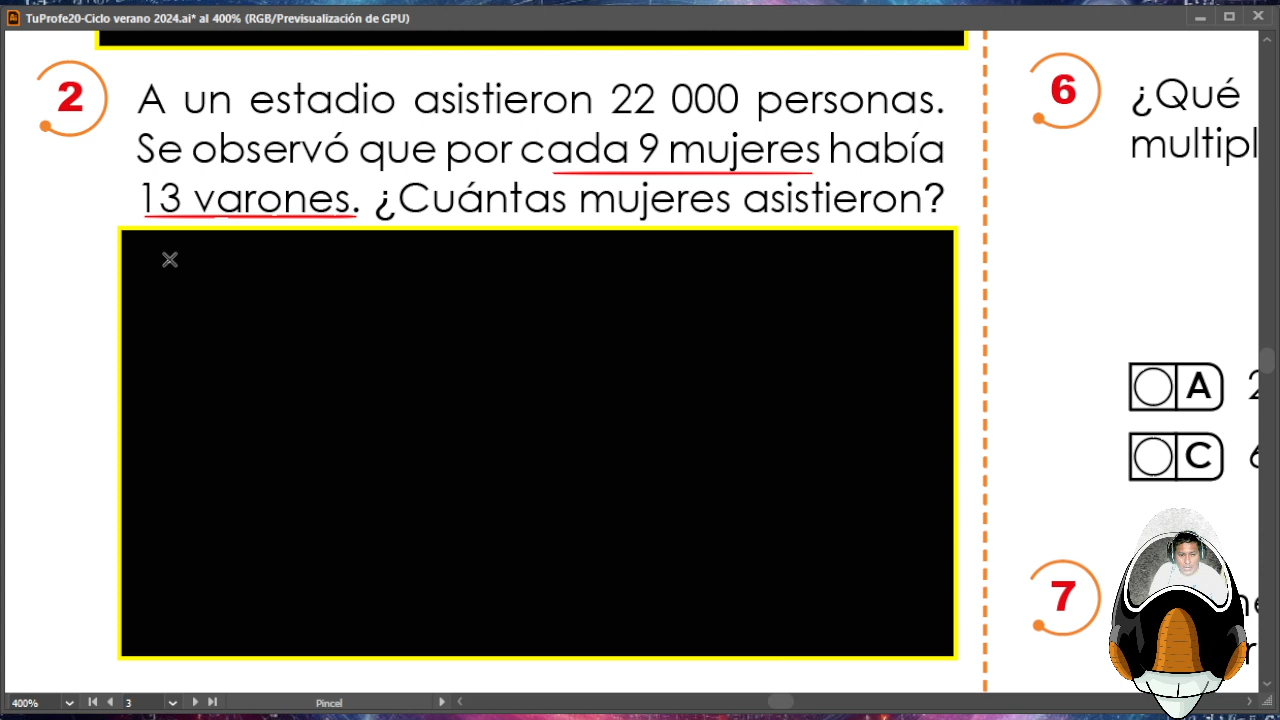 TuProfe20-Ciclo verano 2024.ai* al 400% (RGB/Previsualización de GPU)
2
A un estadio asistieron 22 000 personas.
Se observó que por cada 9 mujeres había
13 varones. ¿Cuántas mujeres asistieron?
6
¿Qué
multipl
A
C
7
400%
3
Pincel